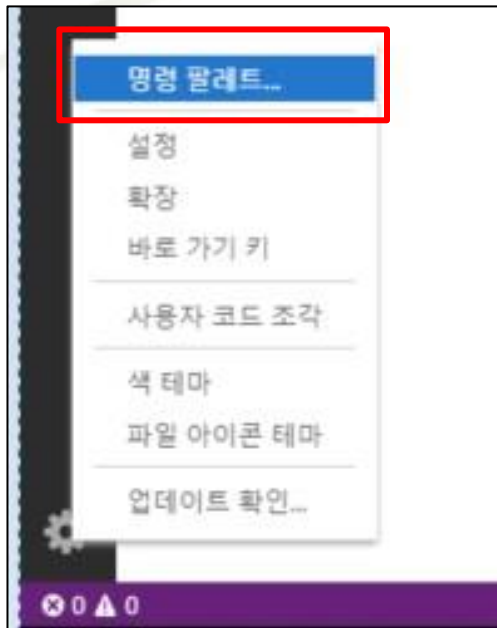 명령 팔레트...
설정
확장
바로 가기 키
사용자 코드 조각
색 테마
파일 아이콘 테마
업데이트 확인...
0 0